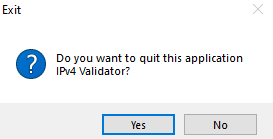 Exit
Do you want to quit this application
IPv4 Validator?
Yes
No